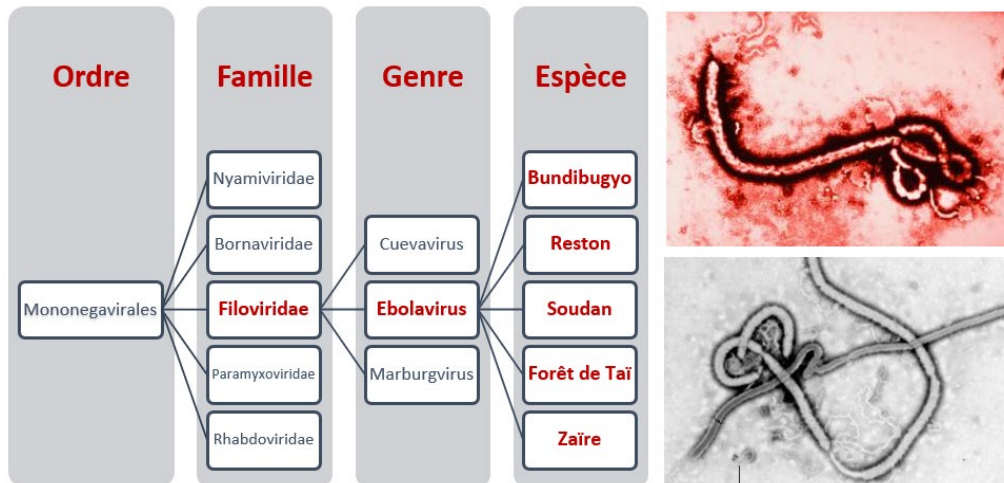 Ordre
Famille
Genre
Espèce
Nyamiviridae
Bornaviridae
Mononegavirales
Filoviridae
Paramyxoviridae
Rhabdoviridae
Cuevavirus
Ebolavirus
Marburgvirus
Bundibugyo
Reston
Soudan
Forêt de Taï
Zaïre